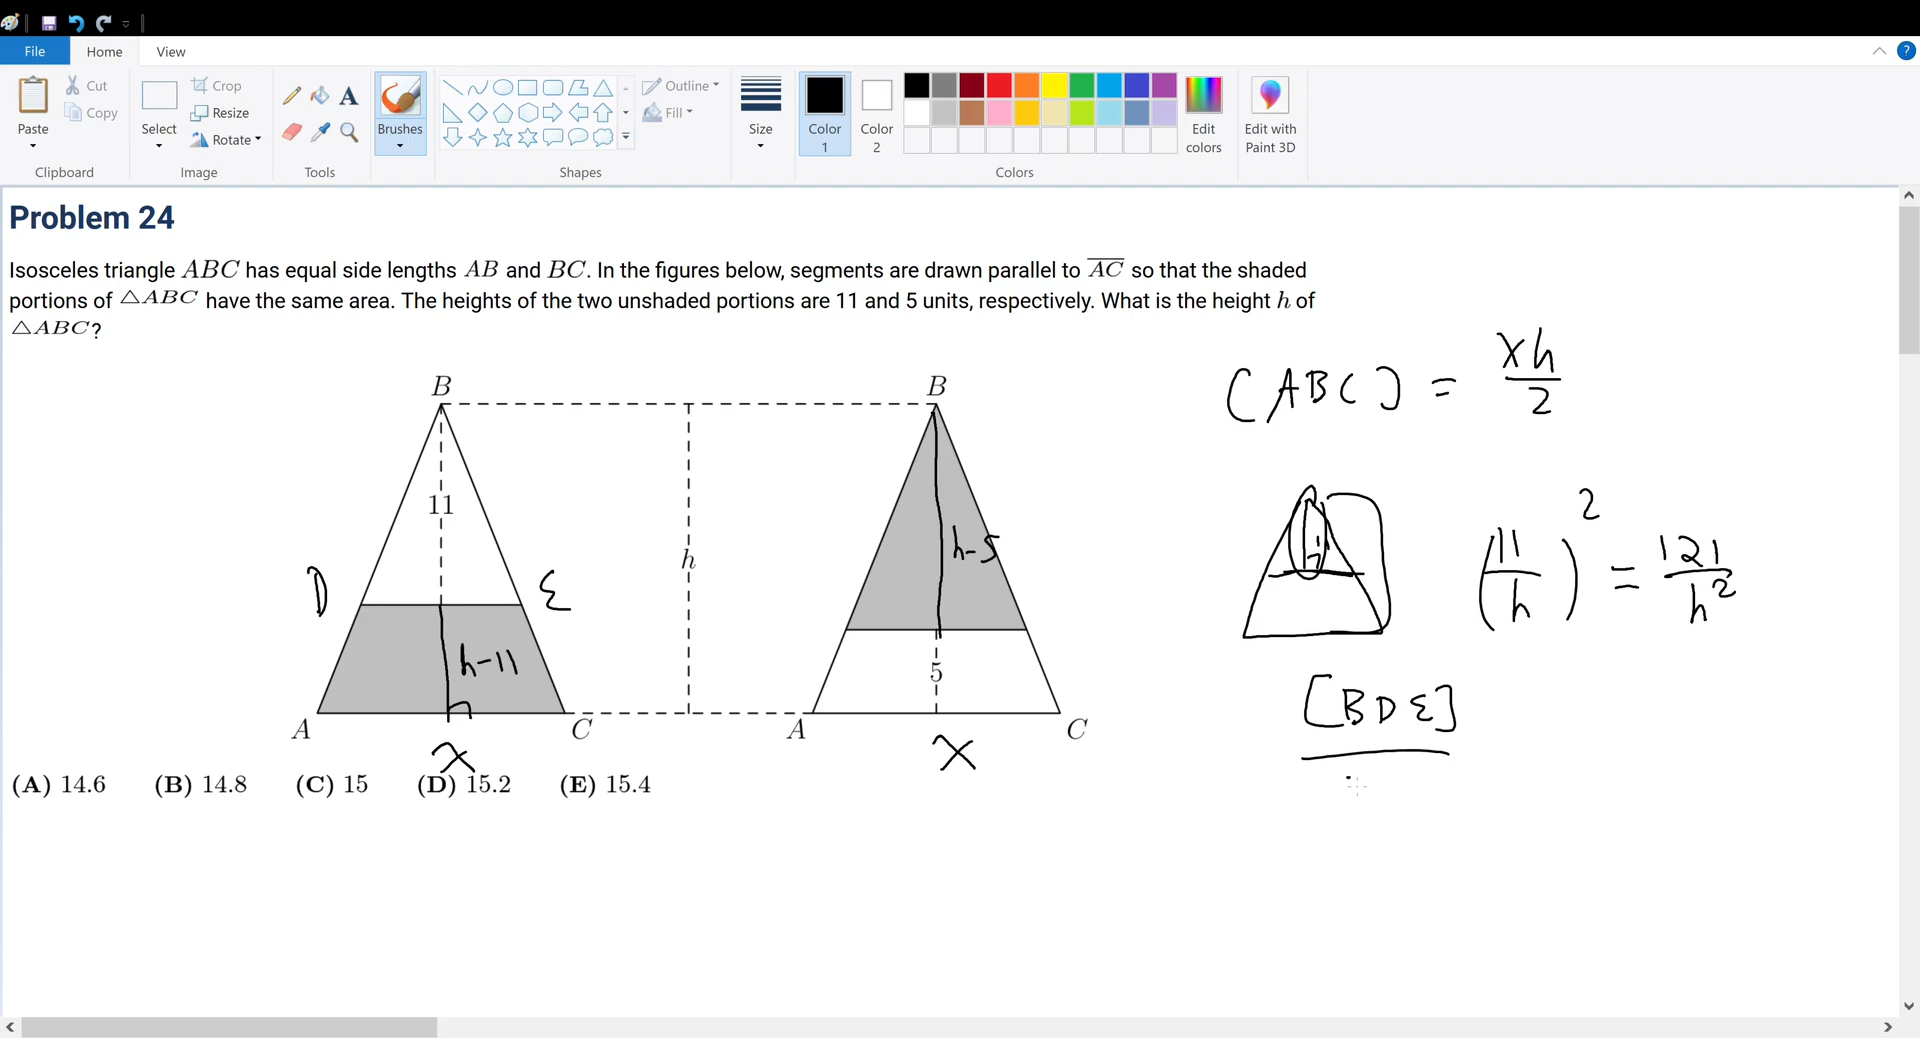 File Home View
Paste
Cut
Copy
Clipboard
Select
Crop
Resize
Rotate
Image
Tools
Brushes
Shapes
Outline
Fill
Size
Color 1
Color 2
Edit colors
Edit with Paint 3D
Colors
Problem 24
Isosceles triangle ABC has equal side lengths AB and BC. In the figures below, segments are drawn parallel to \overline{AC} so that the shaded
portions of △ABC have the same area. The heights of the two unshaded portions are 11 and 5 units, respectively. What is the height h of
△ABC?
B
11
D
E
h-11
A
C
x
h
B
h-5
5
A
C
x
[ABC] = xh/2
11
(11/h)^2 = 121/h^2
[BDE]
(A) 14.6 (B) 14.8 (C) 15 (D) 15.2 (E) 15.4